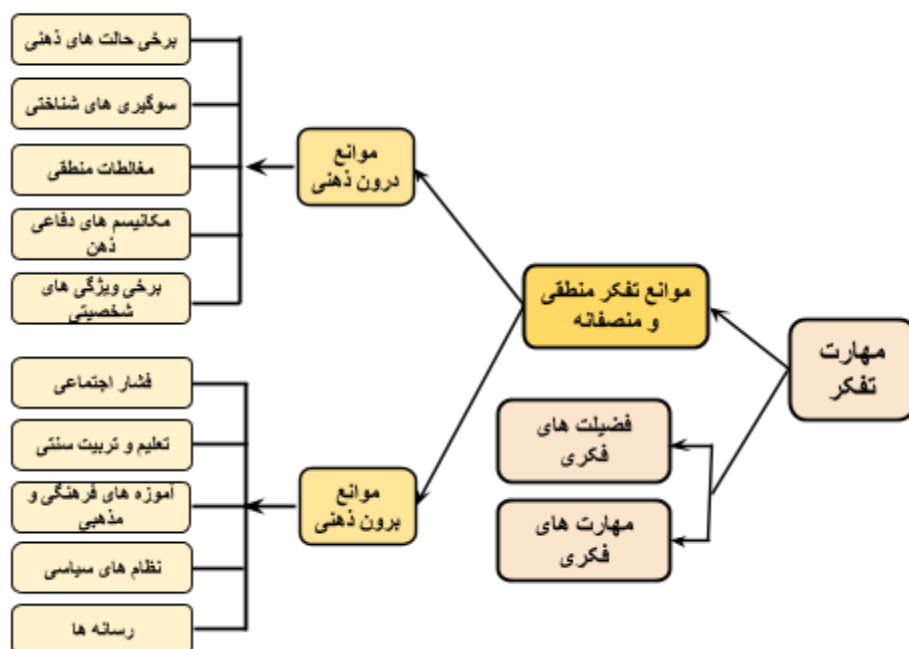 مهارت
تفکر
موانع تفکر منطقی
و منصفانه
فضیلت های
فکری
مهارت های
فکری
موانع
درون ذهنی
برخی حالت های ذهنی
سوگیری های شناختی
مغالطات منطقی
مکانیسم های دفاعی
ذهن
برخی ویژگی های
شخصیتی
موانع
برون ذهنی
فشار اجتماعی
تعلیم و تربیت سنتی
آموزه های فرهنگی و
مذهبی
نظام های سیاسی
رسانه ها